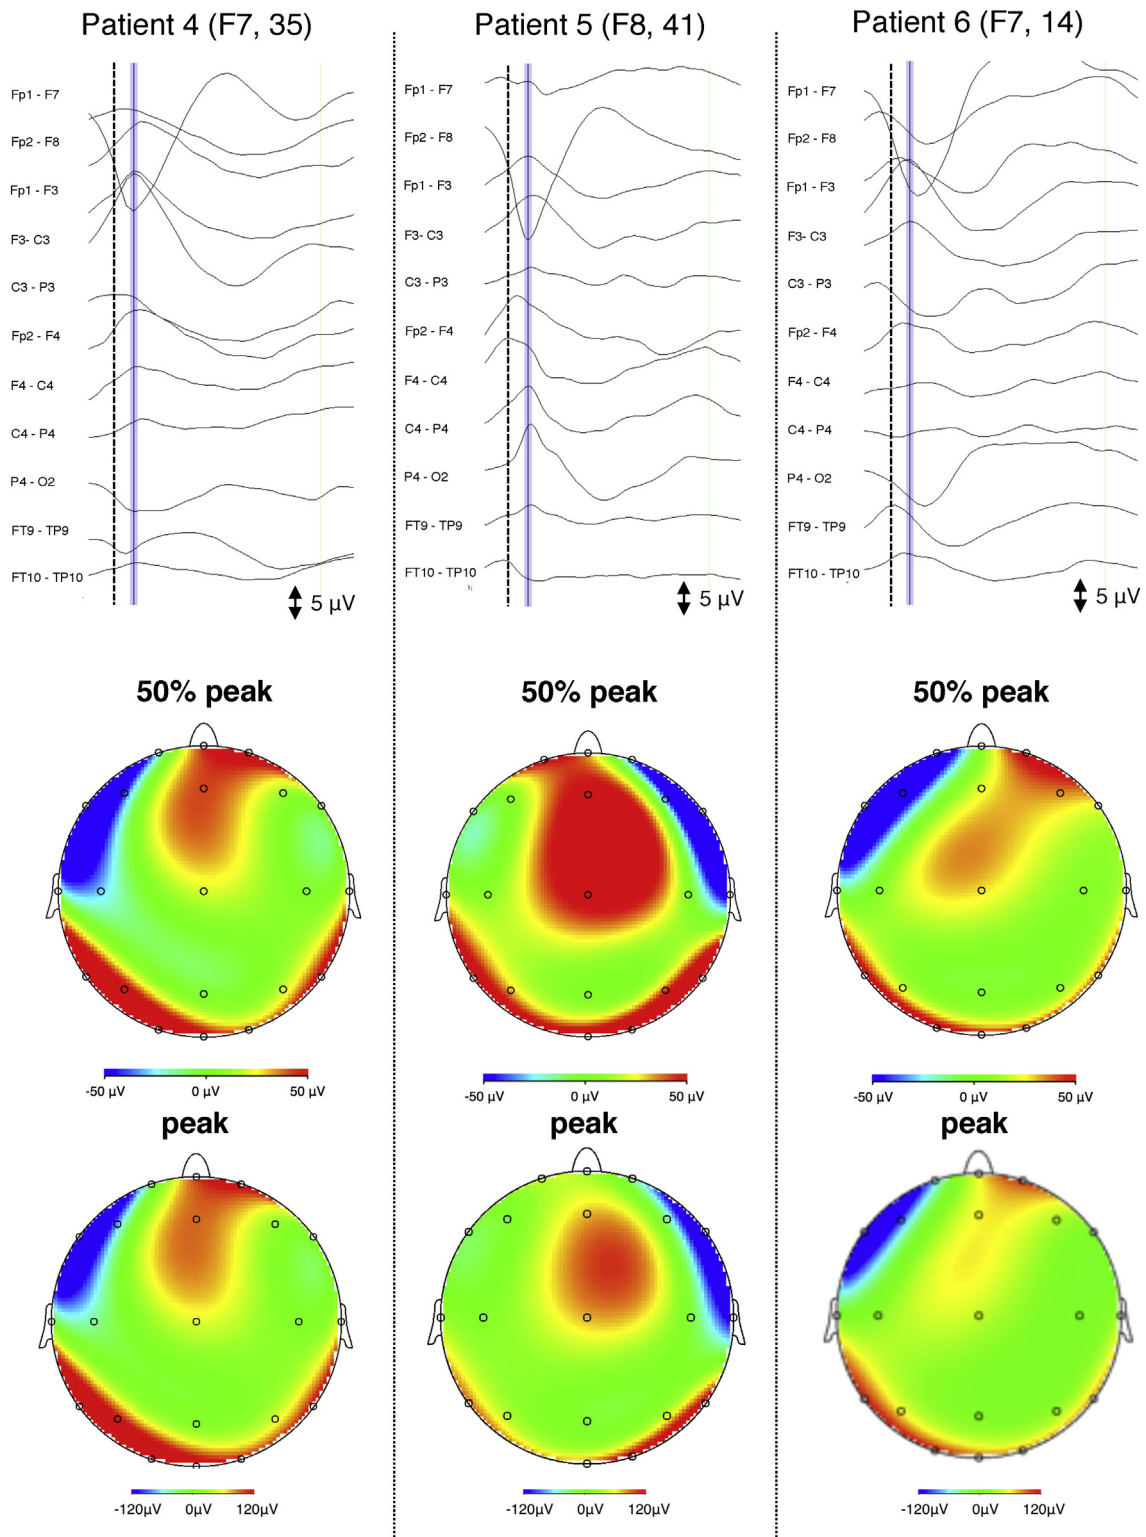 Patient 4 (F7, 35)
Fp1 - F7
Fp2 - F8
Fp1 - F3
F3- C3
C3 - P3
Fp2 - F4
F4 - C4
C4 - P4
P4 - O2
FT9 - TP9
FT10 - TP10
5 µV
50% peak
-50 µV 0 µV 50 µV
peak
-120µV 0µV 120µV
Patient 5 (F8, 41)
Fp1 - F7
Fp2 - F8
Fp1 - F3
F3- C3
C3 - P3
Fp2 - F4
F4 - C4
C4 - P4
P4 - O2
FT9 - TP9
FT10 - TP10
5 µV
50% peak
-50 µV 0 µV 50 µV
peak
-120µV 0µV 120µV
Patient 6 (F7, 14)
Fp1 - F7
Fp2 - F8
Fp1 - F3
F3- C3
C3 - P3
Fp2 - F4
F4 - C4
C4 - P4
P4 - O2
FT9 - TP9
FT10 - TP10
5 µV
50% peak
-50 µV 0 µV 50 µV
peak
-120µV 0µV 120µV